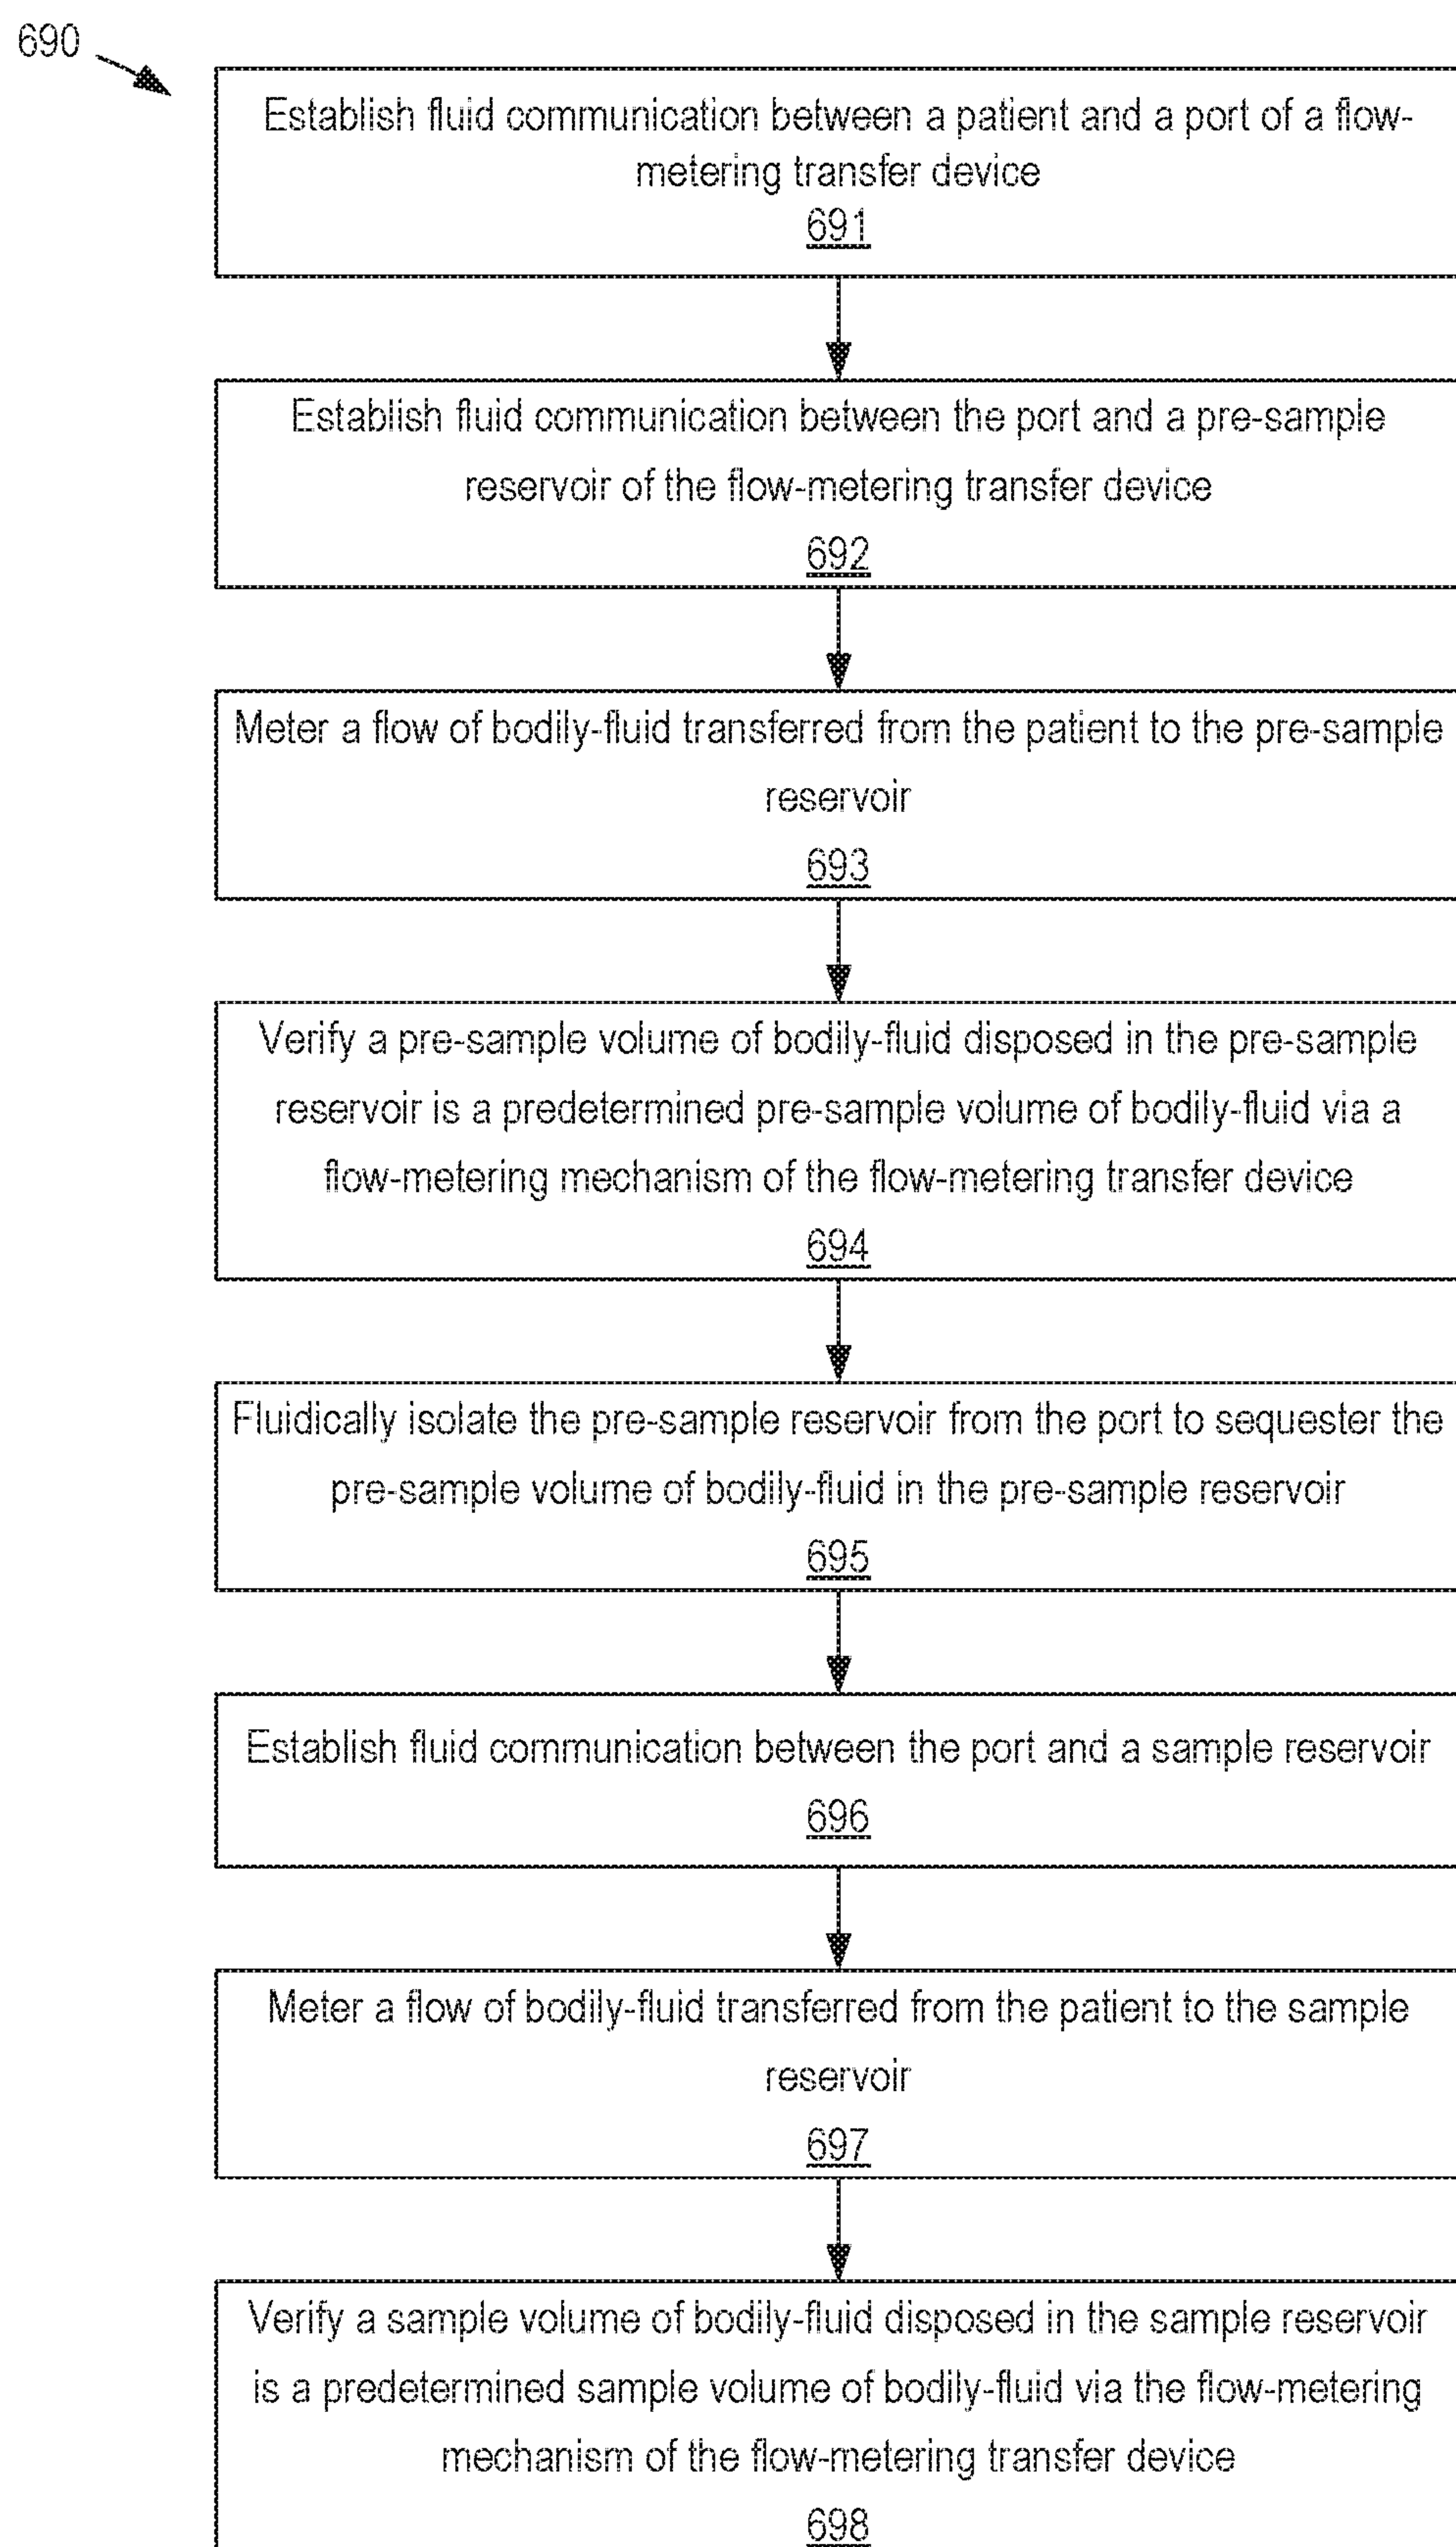 690
Establish fluid communication between a patient and a port of a flow-
metering transfer device
691
Establish fluid communication between the port and a pre-sample
reservoir of the flow-metering transfer device
692
Meter a flow of bodily-fluid transferred from the patient to the pre-sample
reservoir
693
Verify a pre-sample volume of bodily-fluid disposed in the pre-sample
reservoir is a predetermined pre-sample volume of bodily-fluid via a
flow-metering mechanism of the flow-metering transfer device
694
Fluidically isolate the pre-sample reservoir from the port to sequester the
pre-sample volume of bodily-fluid in the pre-sample reservoir
695
Establish fluid communication between the port and a sample reservoir
696
Meter a flow of bodily-fluid transferred from the patient to the sample
reservoir
697
Verify a sample volume of bodily-fluid disposed in the sample reservoir
is a predetermined sample volume of bodily-fluid via the flow-metering
mechanism of the flow-metering transfer device
698